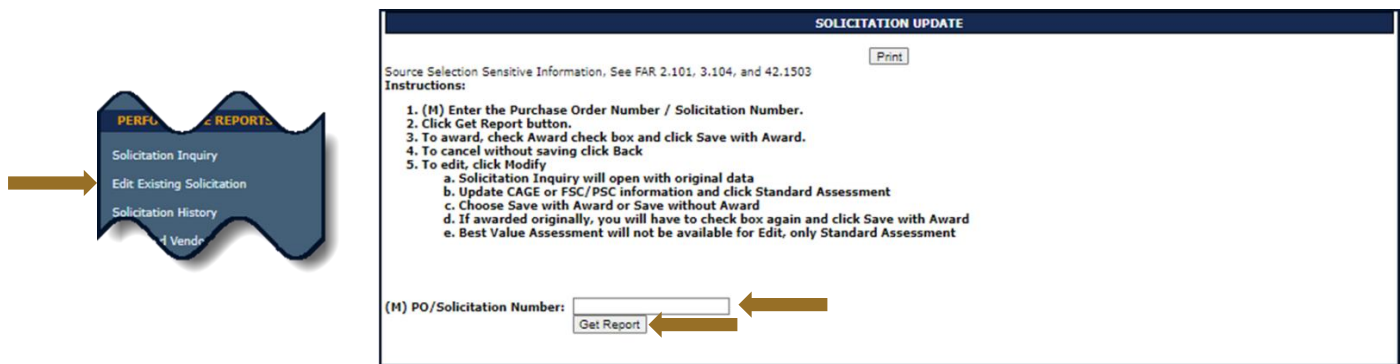 PERFO E REPORTS
Solicitation Inquiry
Edit Existing Solicitation
Solicitation History
d Vendo
SOLICITATION UPDATE
Print
Source Selection Sensitive Information, See FAR 2.101, 3.104, and 42.1503
Instructions:
1. (M) Enter the Purchase Order Number / Solicitation Number.
2. Click Get Report button.
3. To award, check Award check box and click Save with Award.
4. To cancel without saving click Back
5. To edit, click Modify
a. Solicitation Inquiry will open with original data
b. Update CAGE or FSC/PSC information and click Standard Assessment
c. Choose Save with Award or Save without Award
d. If awarded originally, you will have to check box again and click Save with Award
e. Best Value Assessment will not be available for Edit, only Standard Assessment
(M) PO/Solicitation Number:
Get Report